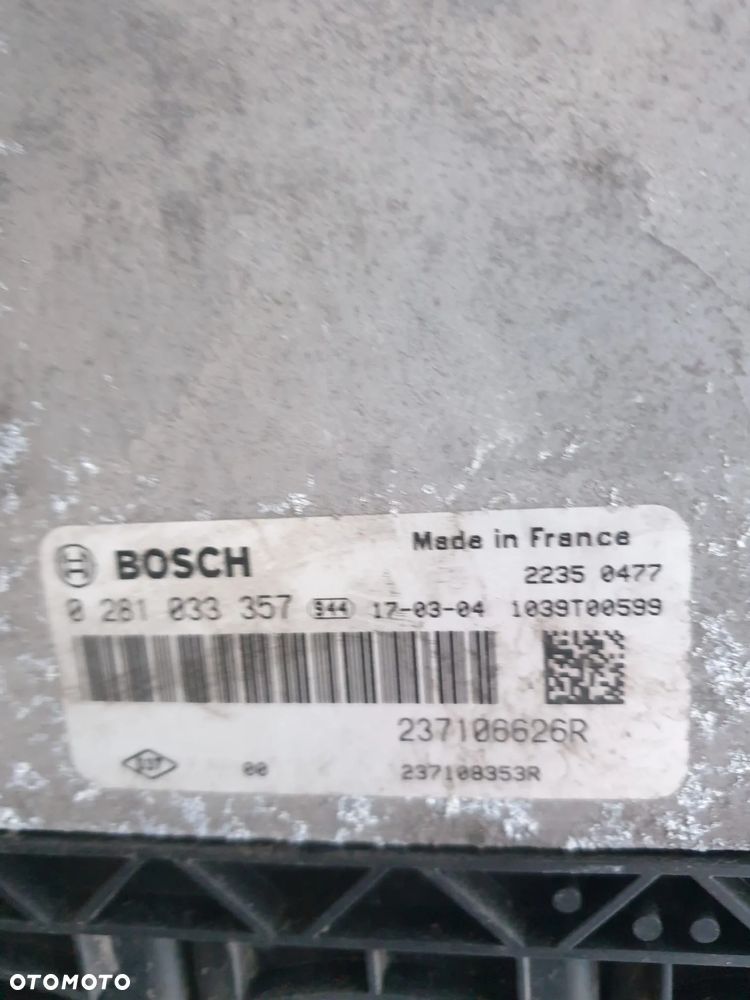 BOSCH
Made in France
2235 0477
0 281 033 357 944 17-03-04 1039T00599
237106626R
00
237108353R
OTOMOTO